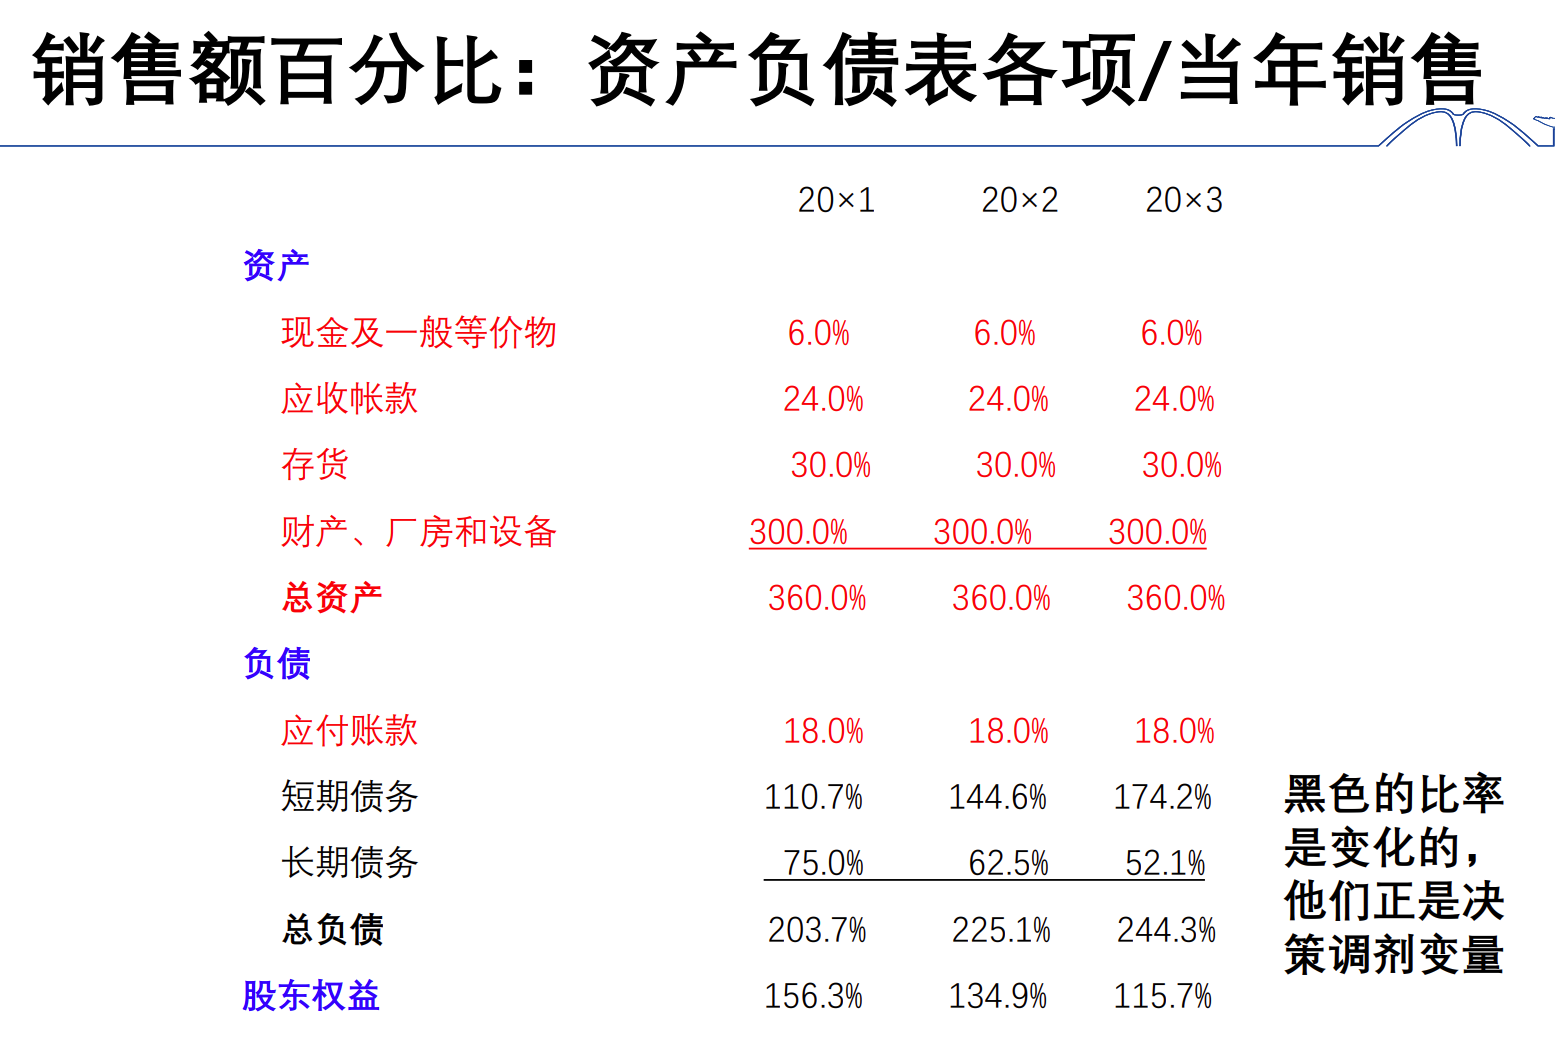 销售额百分比：资产负债表各项/当年销售
20×1 20×2 20×3
资产
现金及一般等价物 6.0% 6.0% 6.0%
应收帐款 24.0% 24.0% 24.0%
存货 30.0% 30.0% 30.0%
财产、厂房和设备 300.0% 300.0% 300.0%
总资产 360.0% 360.0% 360.0%
负债
应付账款 18.0% 18.0% 18.0%
短期债务 110.7% 144.6% 174.2%
长期债务 75.0% 62.5% 52.1%
总负债 203.7% 225.1% 244.3%
股东权益 156.3% 134.9% 115.7%
黑色的比率
是变化的，
他们正是决
策调剂变量